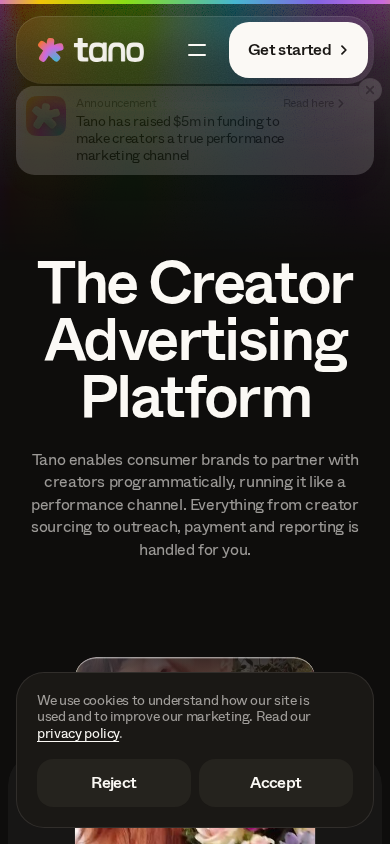 tano
Get started
Announcement
Read here
Tano has raised $5m in funding to
make creators a true performance
marketing channel
The Creator
Advertising
Platform
Tano enables consumer brands to partner with
creators programmatically, running it like a
performance channel. Everything from creator
sourcing to outreach, payment and reporting is
handled for you.
We use cookies to understand how our site is
used and to improve our marketing. Read our
privacy policy.
Reject
Accept